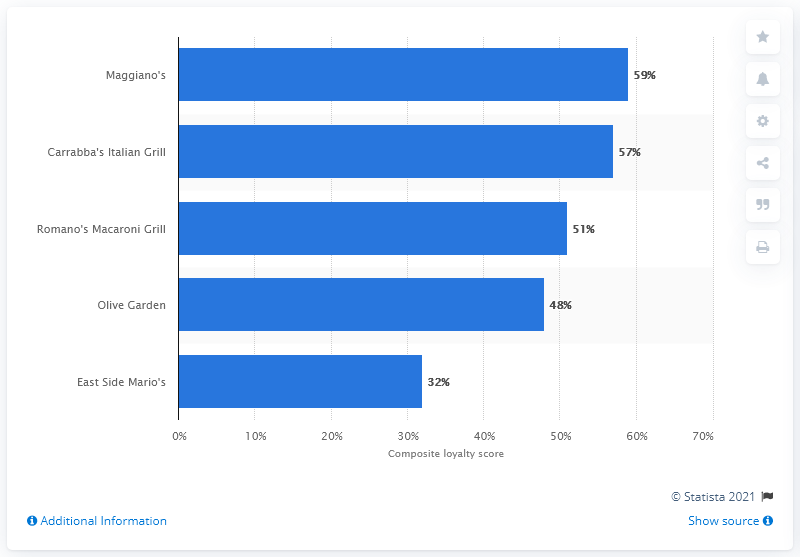 Maggiano's 59%
Carrabba's Italian Grill 57%
Romano's Macaroni Grill 51%
Olive Garden 48%
East Side Mario's 32%
0% 10% 20% 30% 40% 50% 60% 70%
Composite loyalty score
© Statista 2021
Additional Information Show source